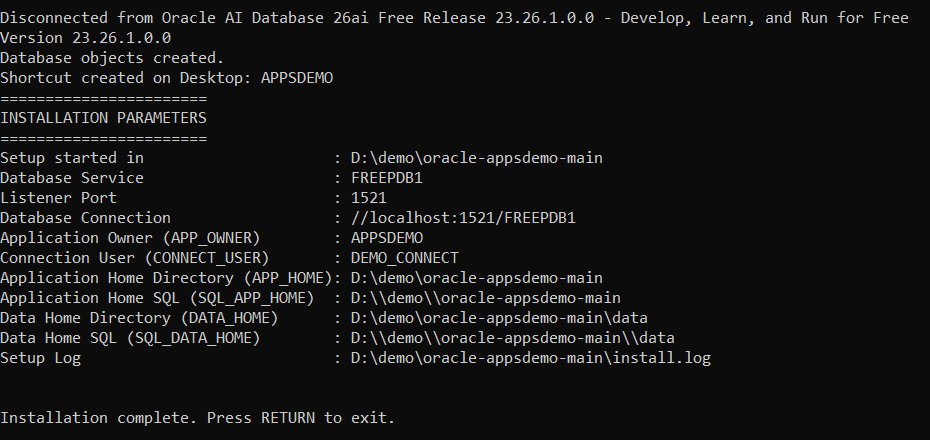 Disconnected from Oracle AI Database 26ai Free Release 23.26.1.0.0 - Develop, Learn, and Run for Free
Version 23.26.1.0.0
Database objects created.
Shortcut created on Desktop: APPSDEMO
=======================
INSTALLATION PARAMETERS
=======================
Setup started in                     : D:\demo\oracle-appsdemo-main
Database Service                     : FREEPDB1
Listener Port                        : 1521
Database Connection                  : //localhost:1521/FREEPDB1
Application Owner (APP_OWNER)        : APPSDEMO
Connection User (CONNECT_USER)       : DEMO_CONNECT
Application Home Directory (APP_HOME): D:\demo\oracle-appsdemo-main
Application Home SQL (SQL_APP_HOME)  : D:\\demo\\oracle-appsdemo-main
Data Home Directory (DATA_HOME)      : D:\demo\oracle-appsdemo-main\data
Data Home SQL (SQL_DATA_HOME)        : D:\\demo\\oracle-appsdemo-main\\data
Setup Log                            : D:\demo\oracle-appsdemo-main\install.log
Installation complete. Press RETURN to exit.